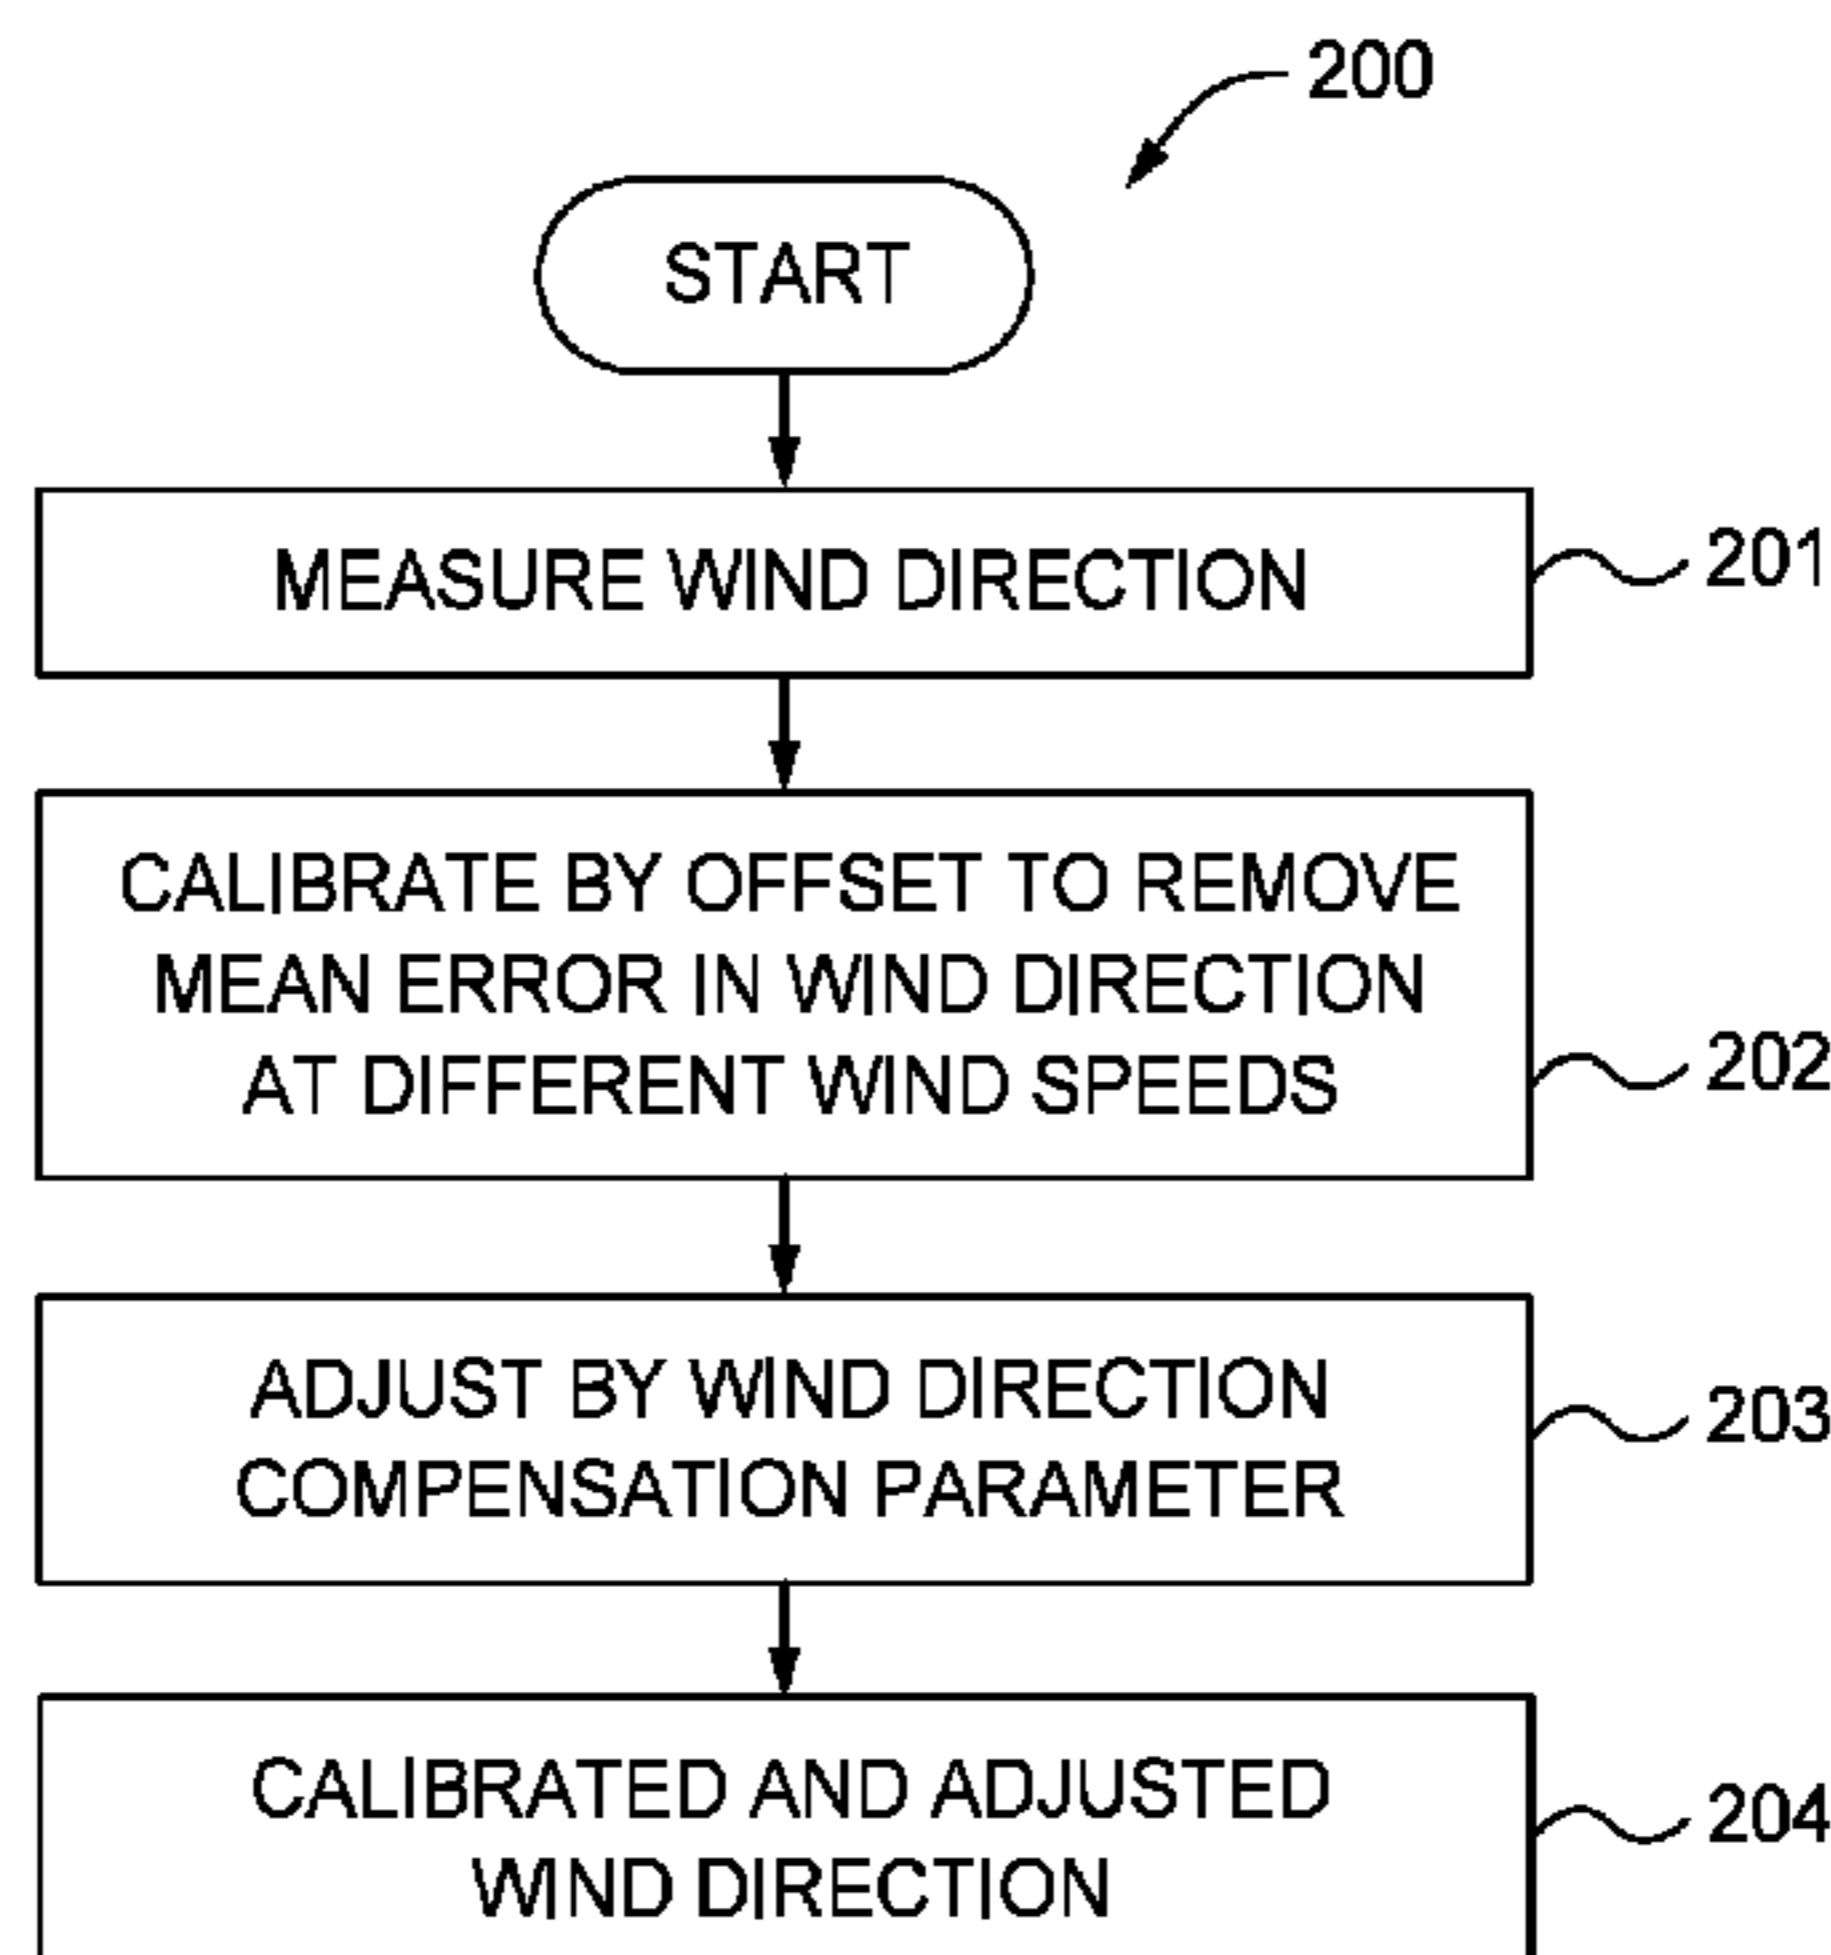 200
START
MEASURE WIND DIRECTION
201
CALIBRATE BY OFFSET TO REMOVE
MEAN ERROR IN WIND DIRECTION
AT DIFFERENT WIND SPEEDS
202
ADJUST BY WIND DIRECTION
COMPENSATION PARAMETER
203
CALIBRATED AND ADJUSTED
WIND DIRECTION
204